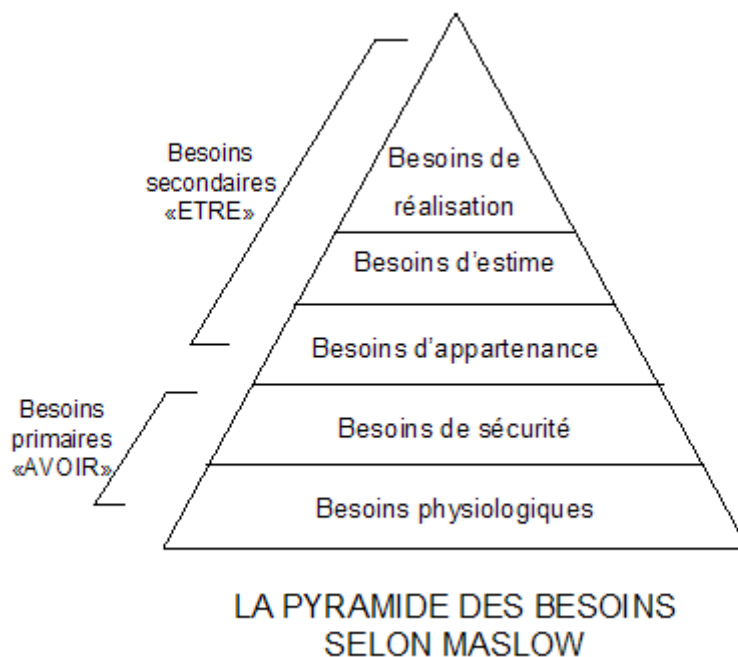 Besoins
secondaires
«ETRE»
Besoins
primaires
«AVOIR»
Besoins de
réalisation
Besoins d'estime
Besoins d'appartenance
Besoins de sécurité
Besoins physiologiques
LA PYRAMIDE DES BESOINS
SELON MASLOW